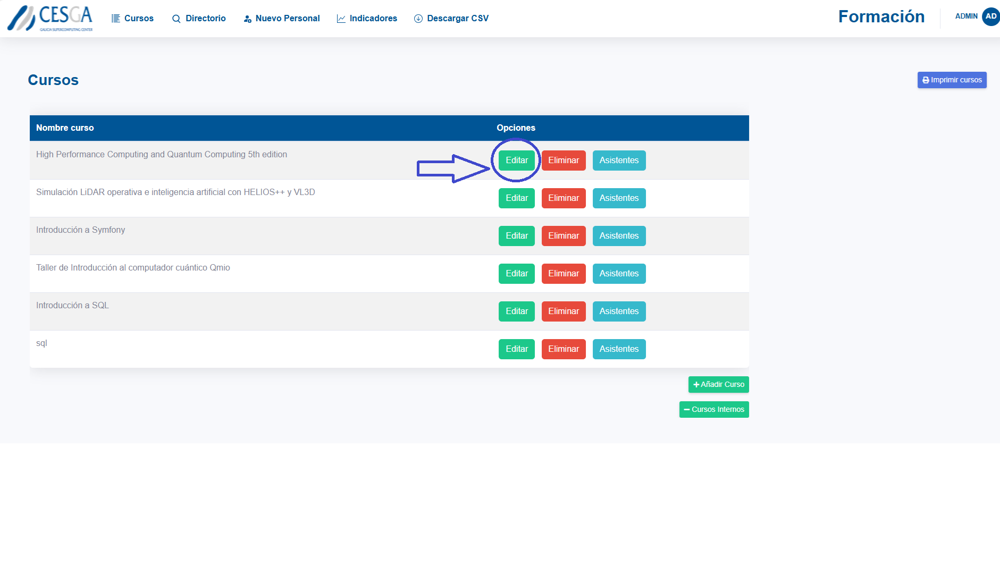 CESGA
GALICIA SUPERCOMPUTING CENTER
Cursos
Directorio
Nuevo Personal
Indicadores
Descargar CSV
Formación
ADMIN
AD
Cursos
Imprimir cursos
Nombre curso Opciones
High Performance Computing and Quantum Computing 5th edition Editar Eliminar Asistentes
Simulación LiDAR operativa e inteligencia artificial con HELIOS++ y VL3D Editar Eliminar Asistentes
Introducción a Symfony Editar Eliminar Asistentes
Taller de Introducción al computador cuántico Qmio Editar Eliminar Asistentes
Introducción a SQL Editar Eliminar Asistentes
sql Editar Eliminar Asistentes
Añadir Curso
Cursos Internos